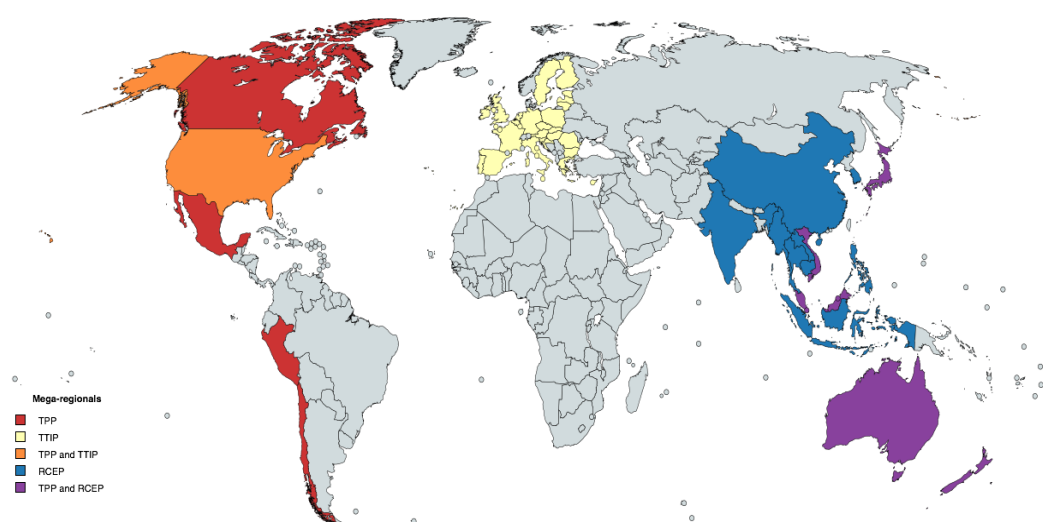 Mega-regionals
TPP
TTIP
TPP and TTIP
RCEP
TPP and RCEP